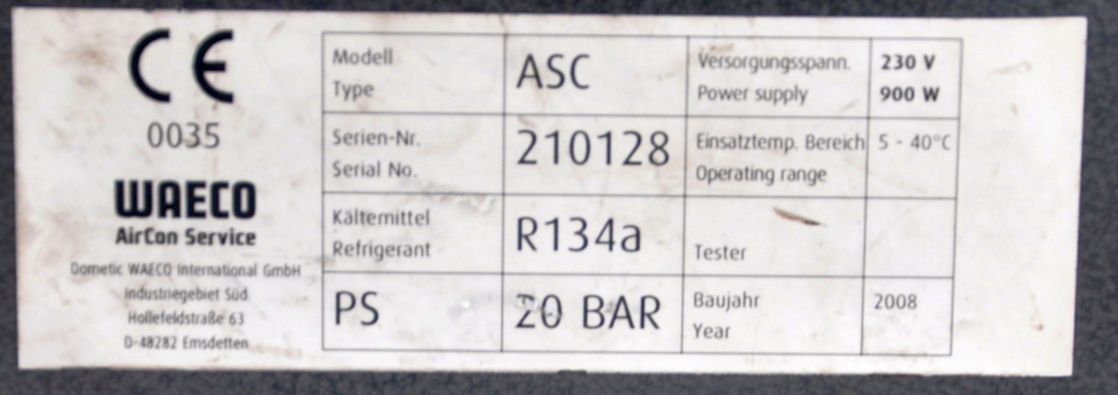 CE
0035
WAECO
AirCon Service
Dometic WAECO International GmbH
Industriegebiet Süd
Hollefeldstraße 63
D-48282 Emsdetten
Modell
Type
ASC
Versorgungsspann.
Power supply
230 V
900 W
Serien-Nr.
Serial No.
210128
Einsatztemp. Bereich
Operating range
5 - 40°C
Kältemittel
Refrigerant
R134a
Tester
PS
20 BAR
Baujahr
Year
2008